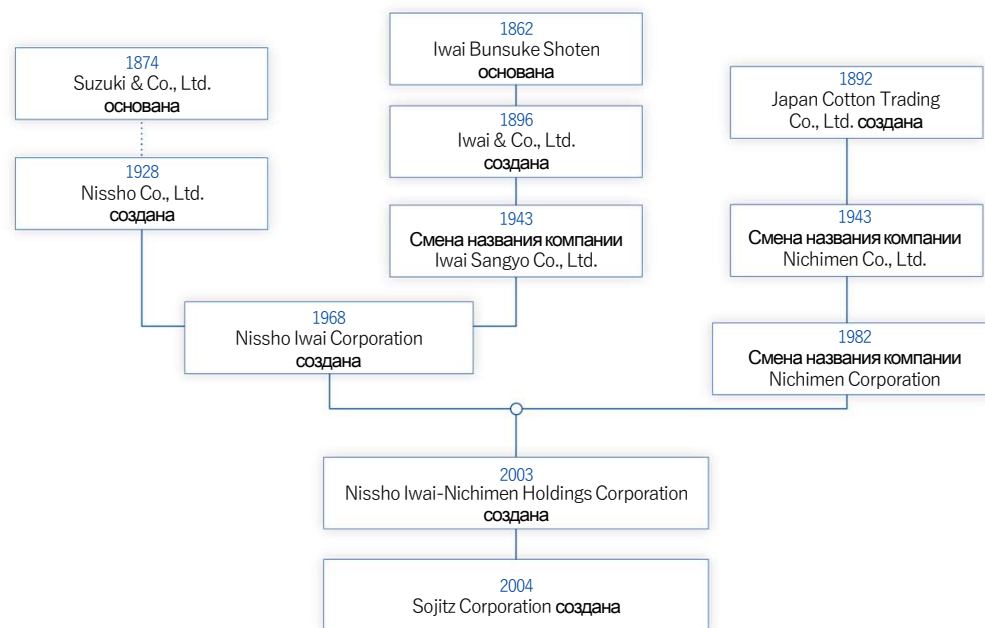 1862
Iwai Bunsuke Shoten
основана
1874
Suzuki & Co., Ltd.
основана
1892
Japan Cotton Trading
Co., Ltd. создана
1896
Iwai & Co., Ltd.
создана
1928
Nissho Co., Ltd.
создана
1943
Смена названия компании
Iwai Sangyo Co., Ltd.
1943
Смена названия компании
Nichimen Co., Ltd.
1968
Nissho Iwai Corporation
создана
1982
Смена названия компании
Nichimen Corporation
2003
Nissho Iwai-Nichimen Holdings Corporation
создана
2004
Sojitz Corporation создана